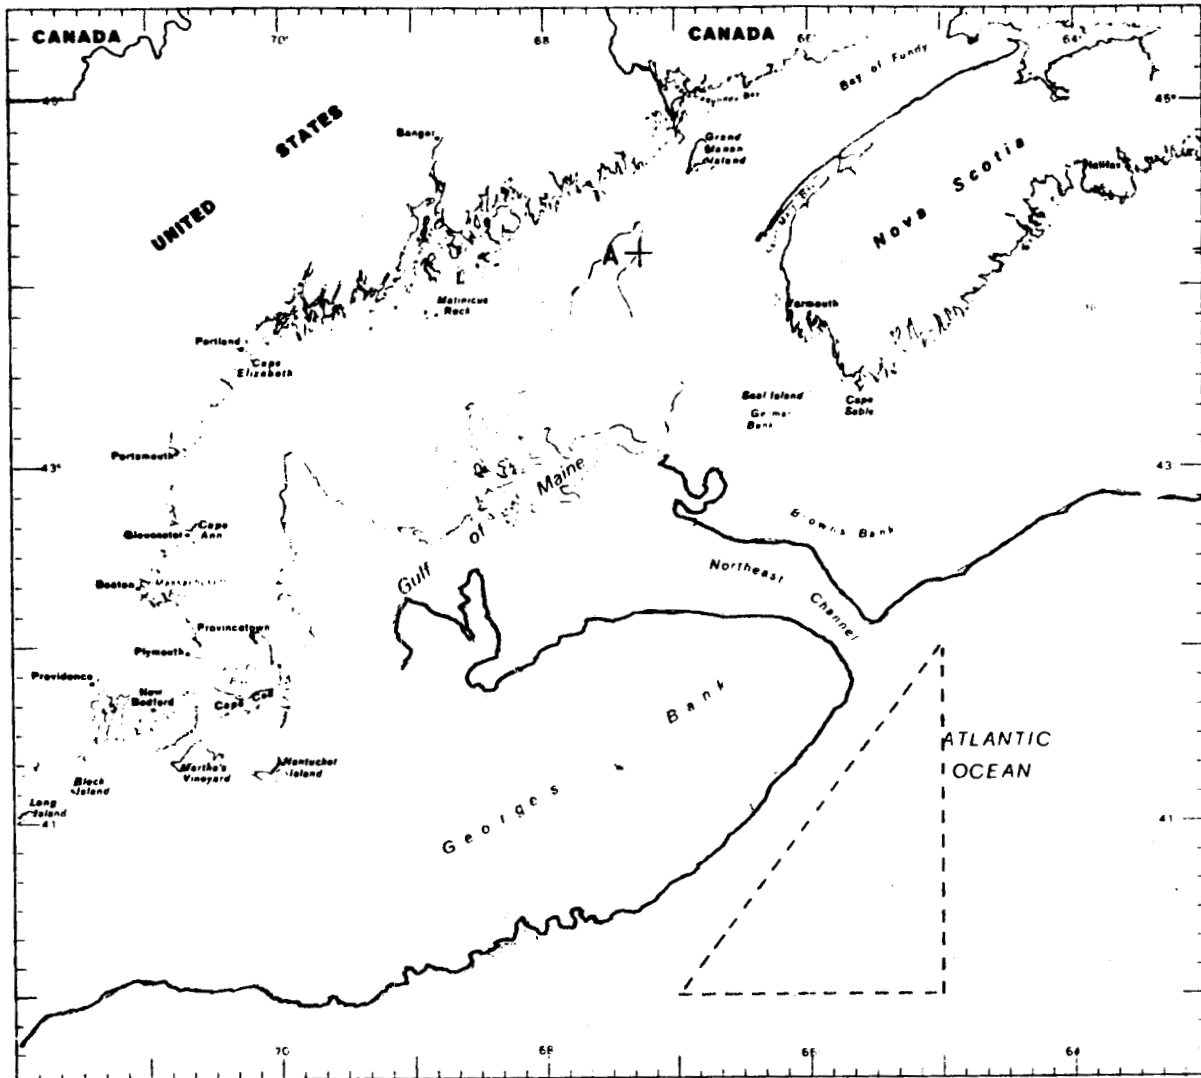 CANADA
70°
68
CANADA
66
64°
Bay of Fundy
45°
UNITED
STATES
Bangor
Grand
Manan
Island
Nova Scotia
Halifax
A
Matinicus
Rock
Yarmouth
Portland
Cape
Elizabeth
Seal Island
Bank
Cape
Sable
Portsmouth
43°
43
Gulf of Maine
Gloucester
Cape
Ann
Browns Bank
Boston
Northeast
Channel
Provincetown
Plymouth
Providence
New
Bedford
Cape Cod
Georges Bank
ATLANTIC
OCEAN
Martha's
Vineyard
Nantucket
Island
Block
Island
Long
Island
41
41
70
68
66
64